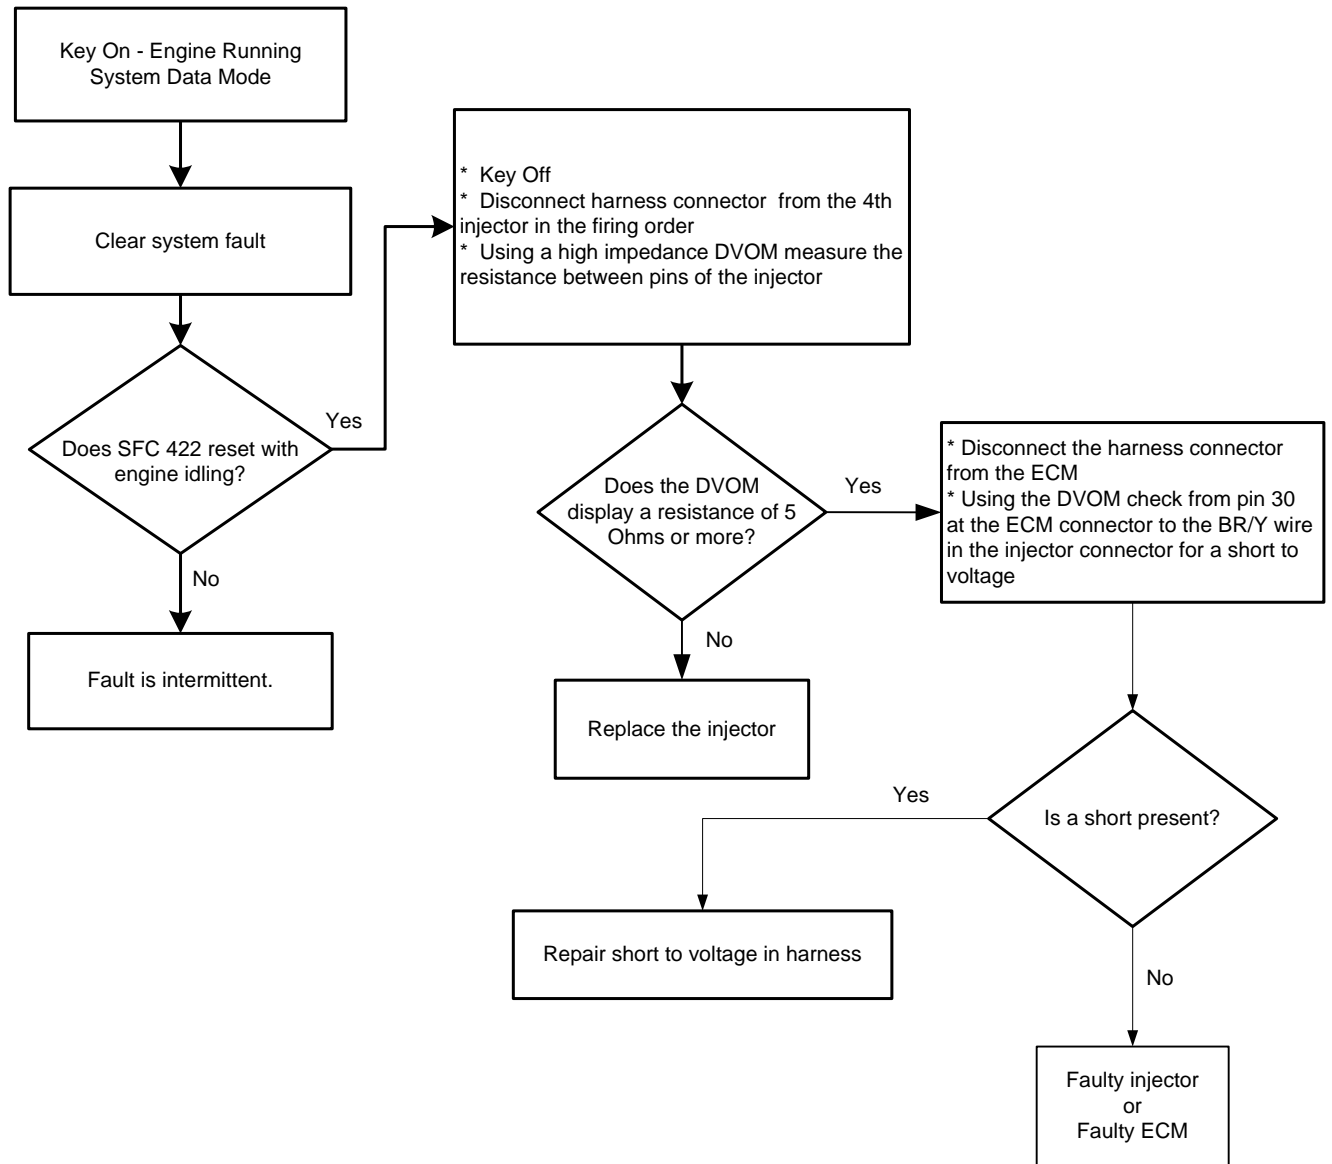 Key On - Engine Running
System Data Mode
Clear system fault
Does SFC 422 reset with
engine idling?
Yes
No
Fault is intermittent.
* Key Off
* Disconnect harness connector from the 4th
injector in the firing order
* Using a high impedance DVOM measure the
resistance between pins of the injector
Does the DVOM
display a resistance of 5
Ohms or more?
Yes
No
Replace the injector
* Disconnect the harness connector
from the ECM
* Using the DVOM check from pin 30
at the ECM connector to the BR/Y wire
in the injector connector for a short to
voltage
Is a short present?
Yes
Repair short to voltage in harness
No
Faulty injector
or
Faulty ECM